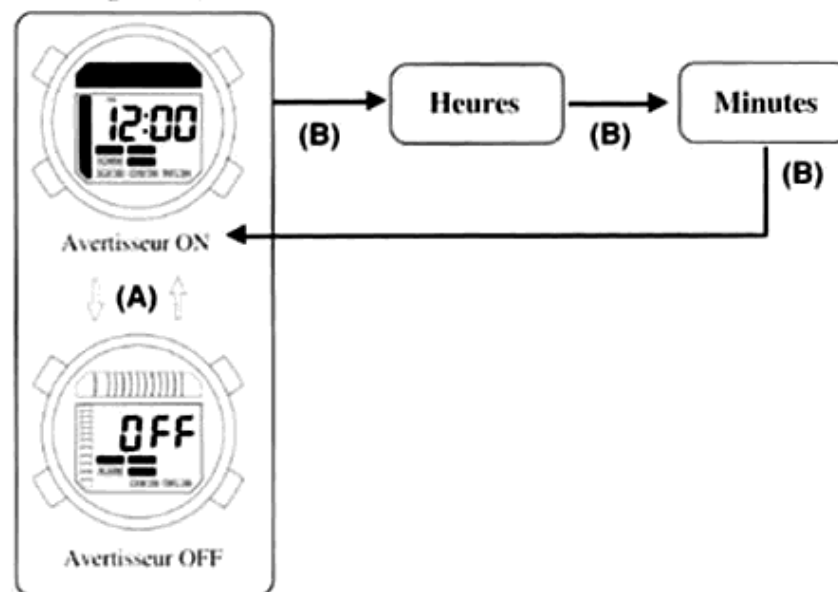 12:00
(B)
Heures
(B)
Minutes
(B)
Avertisseur ON
(A)
OFF
Avertisseur OFF